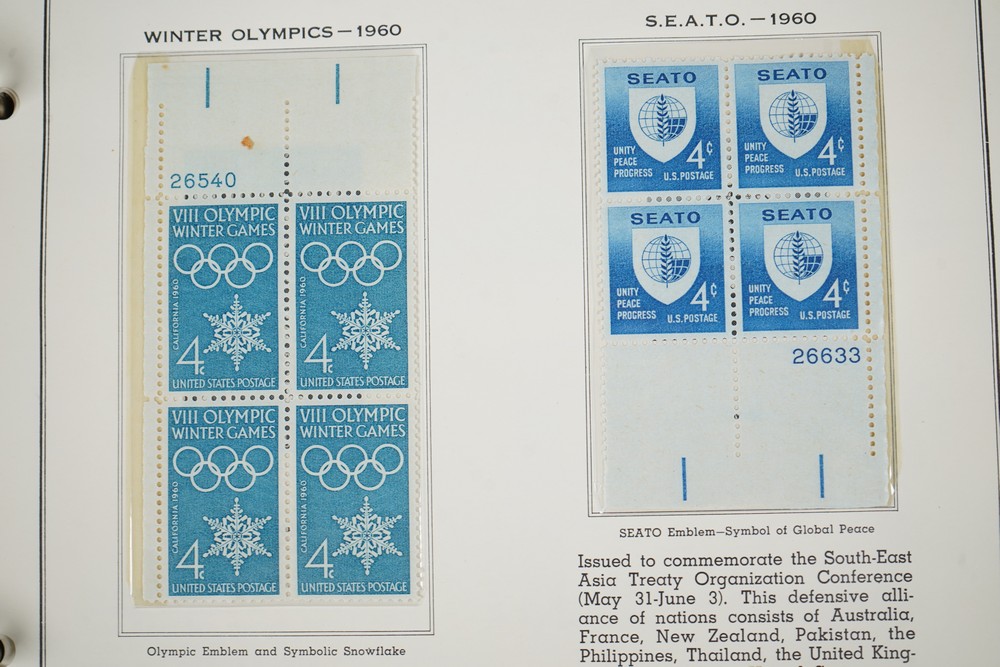 WINTER OLYMPICS—1960
26540
VIII OLYMPIC
WINTER GAMES
CALIFORNIA 1960
4c
UNITED STATES POSTAGE
VIII OLYMPIC
WINTER GAMES
CALIFORNIA 1960
4c
UNITED STATES POSTAGE
VIII OLYMPIC
WINTER GAMES
CALIFORNIA 1960
4c
UNITED STATES POSTAGE
VIII OLYMPIC
WINTER GAMES
CALIFORNIA 1960
4c
UNITED STATES POSTAGE
Olympic Emblem and Symbolic Snowflake
S.E.A.T.O.—1960
SEATO
UNITY
PEACE
PROGRESS
4¢
U.S. POSTAGE
SEATO
UNITY
PEACE
PROGRESS
4¢
U.S. POSTAGE
SEATO
UNITY
PEACE
PROGRESS
4¢
U.S. POSTAGE
SEATO
UNITY
PEACE
PROGRESS
4¢
U.S. POSTAGE
26633
SEATO Emblem—Symbol of Global Peace
Issued to commemorate the South-East
Asia Treaty Organization Conference
(May 31-June 3). This defensive alli-
ance of nations consists of Australia,
France, New Zealand, Pakistan, the
Philippines, Thailand, the United King-